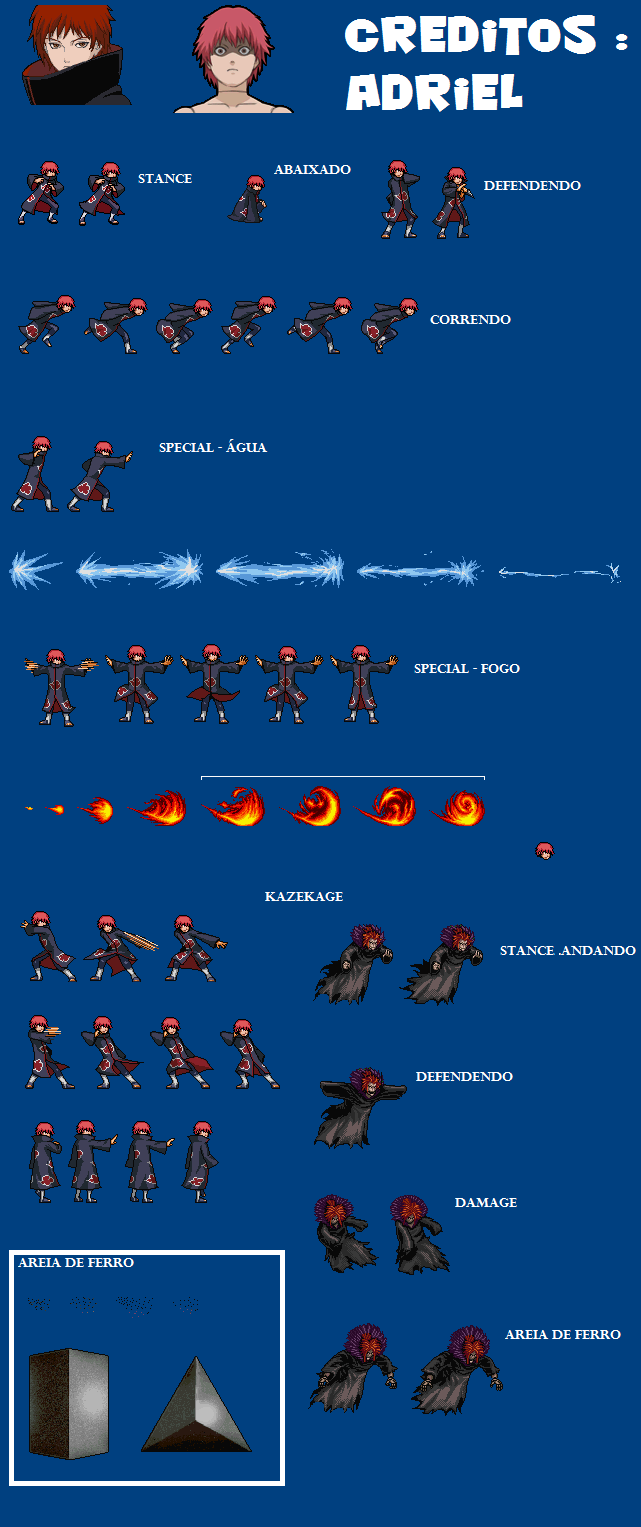 CREDITOS :
ADRIEL
STANCE
ABAIXADO
DEFENDENDO
CORRENDO
SPECIAL - ÁGUA
SPECIAL - FOGO
KAZEKAGE
STANCE .ANDANDO
DEFENDENDO
DAMAGE
AREIA DE FERRO
AREIA DE FERRO